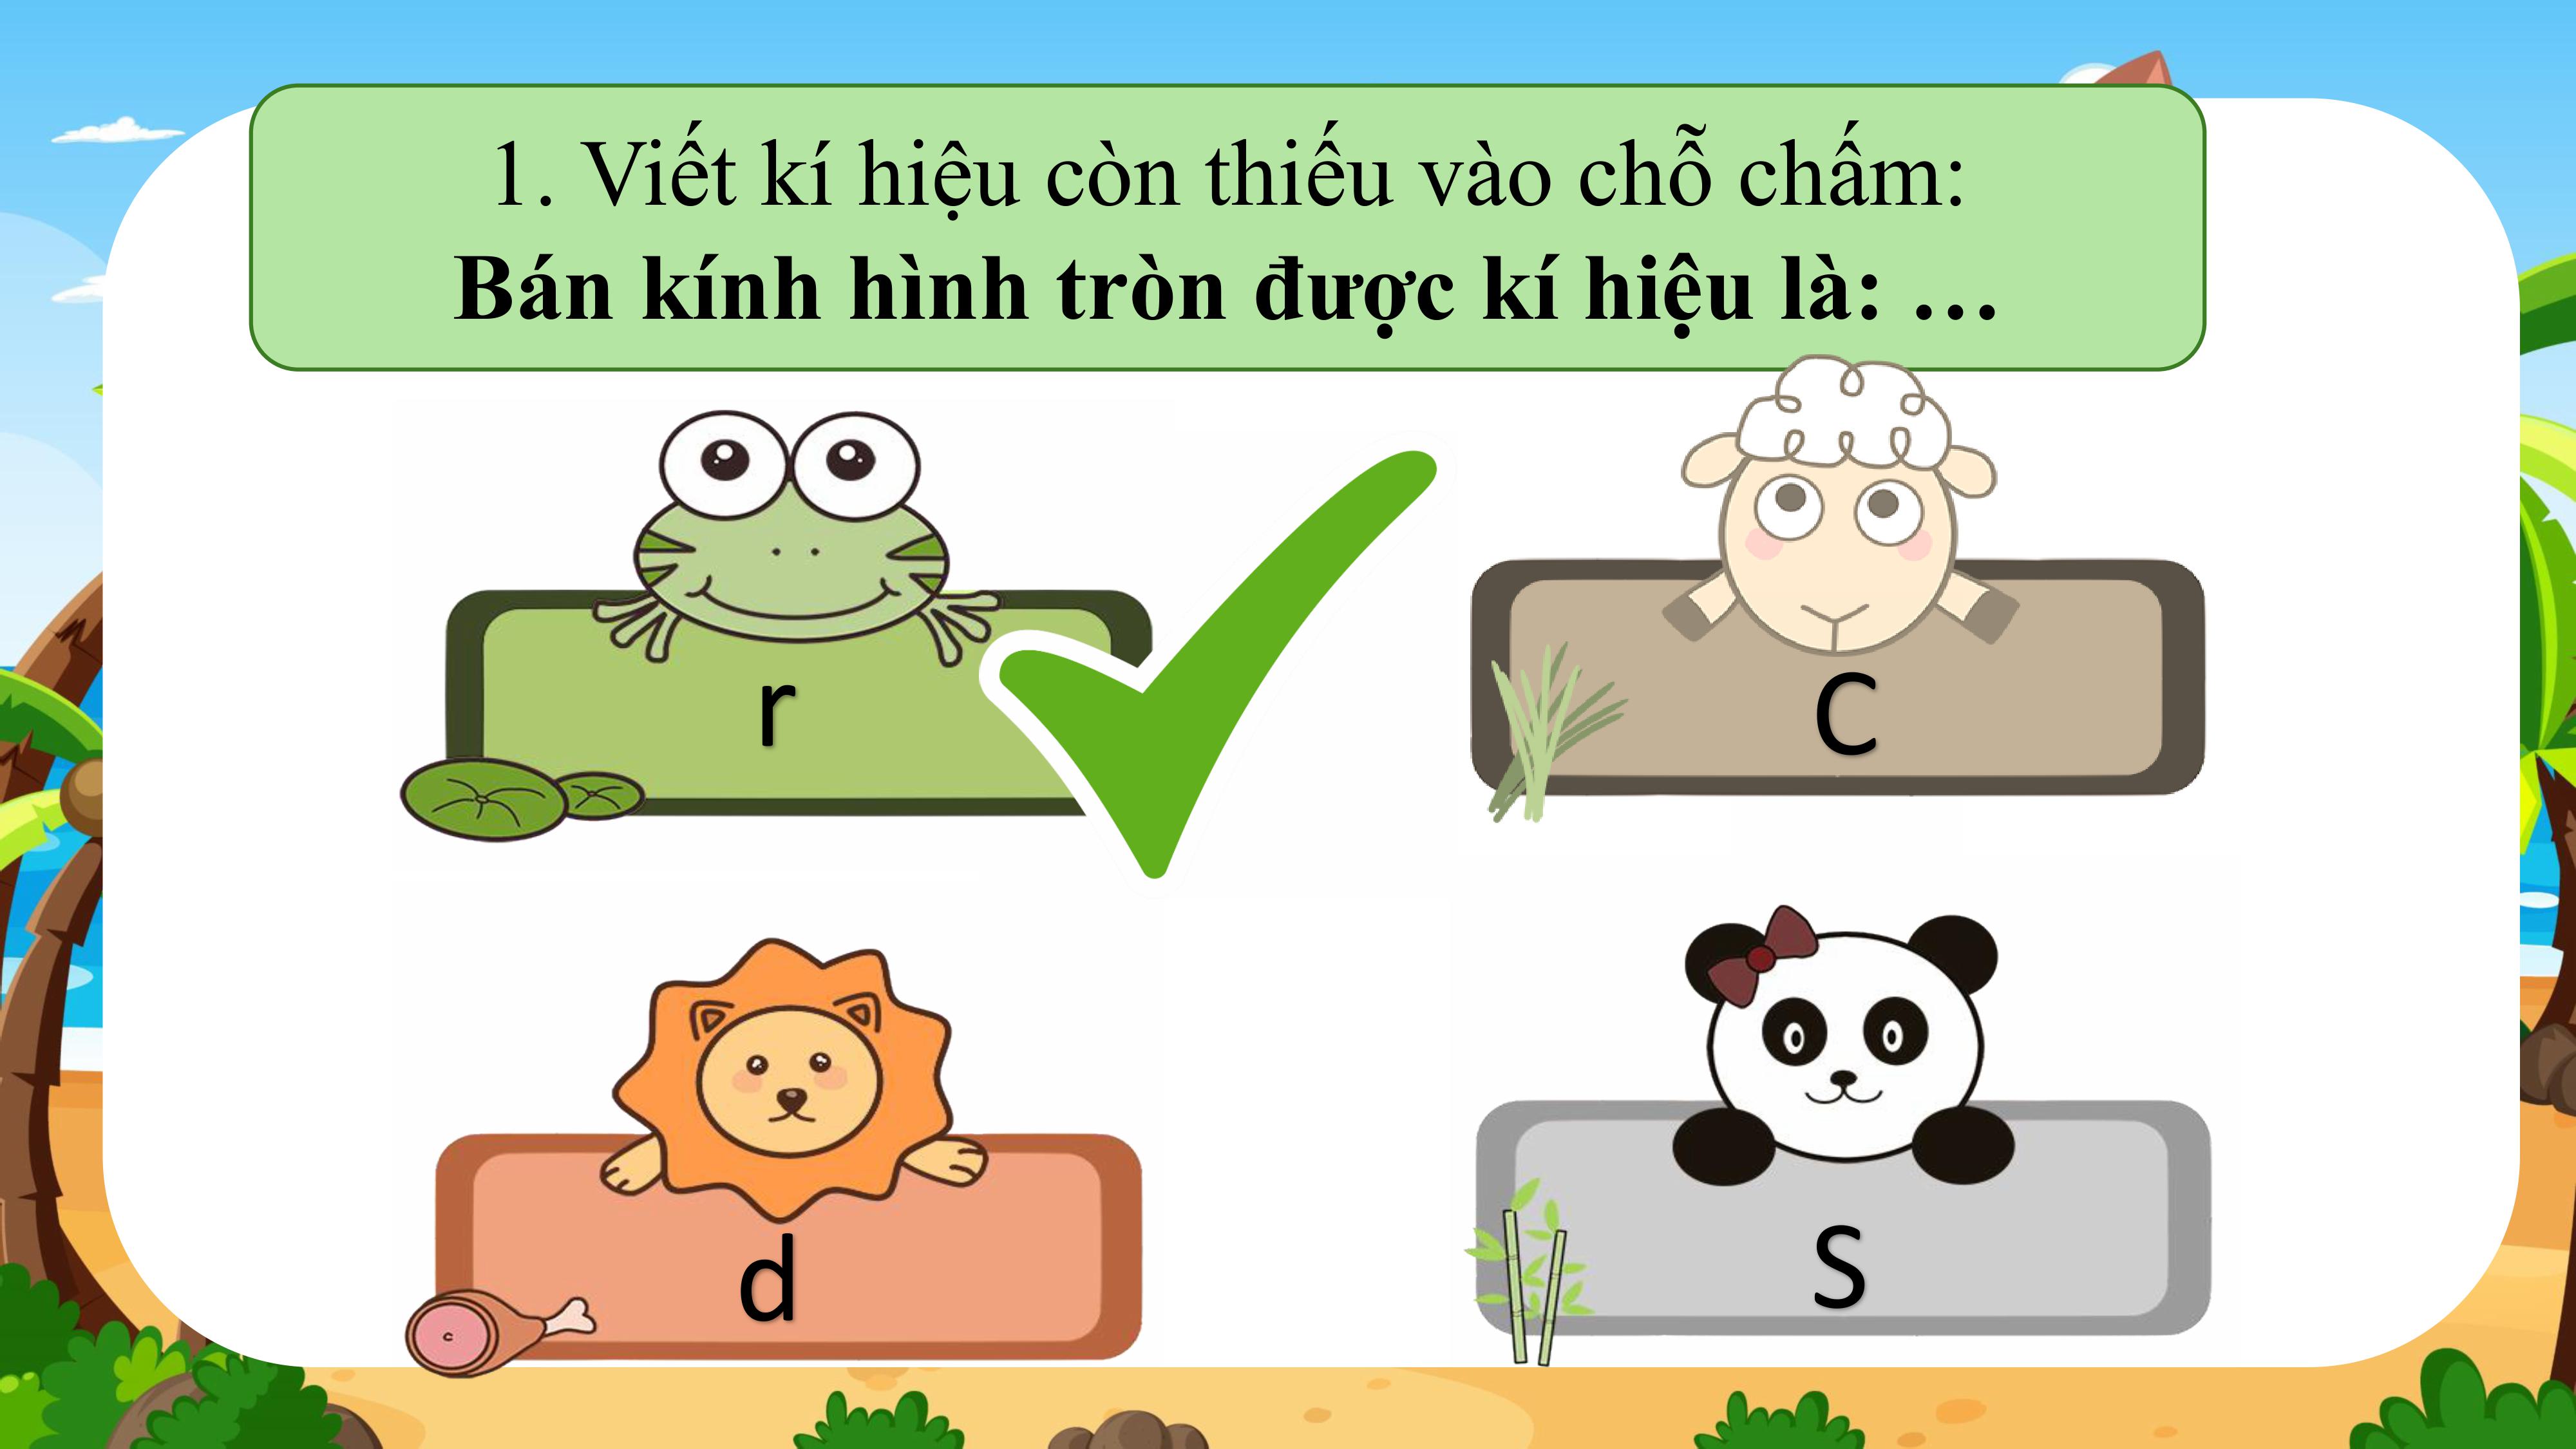 1. Viết kí hiệu còn thiếu vào chỗ chấm:
Bán kính hình tròn được kí hiệu là: …
r
C
d
S